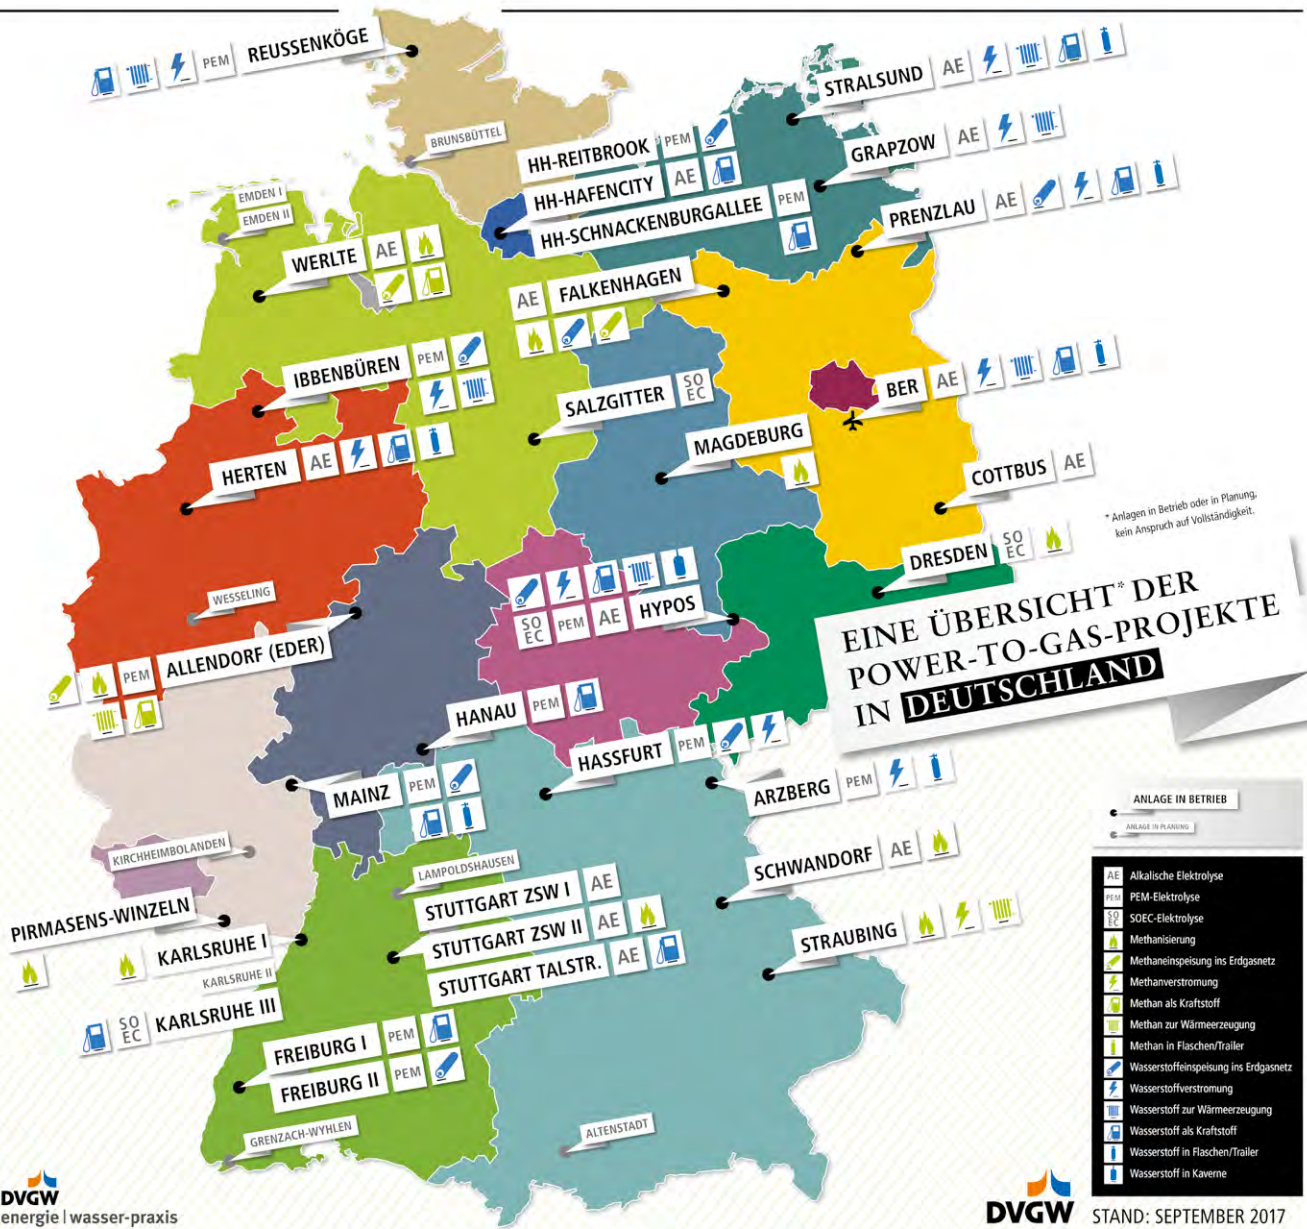 PEM REUSSENKÖGE
STRALSUND AE
BRUNSBÜTTEL
HH-REITBROOK PEM
GRAPZOW AE
HH-HAFENCITY AE
HH-SCHNACKENBURGALLEE PEM
PRENZLAU AE
EMDEN I
EMDEN II
WERLTE AE
AE FALKENHAGEN
IBBENBÜREN PEM
SALZGITTER SO
EC
BER AE
MAGDEBURG
HERTEN AE
COTTBUS AE
* Anlagen in Betrieb oder in Planung,
kein Anspruch auf Vollständigkeit.
DRESDEN SO
EC
WESSELING
SO
EC PEM AE HYPOS
EINE ÜBERSICHT* DER
POWER-TO-GAS-PROJEKTE
IN DEUTSCHLAND
PEM ALLENDORF (EDER)
HANAU PEM
HASSFURT PEM
MAINZ PEM
ARZBERG PEM
KIRCHHEIMBOLANDEN
LAMPOLDSHAUSEN
SCHWANDORF AE
STUTTGART ZSW I AE
PIRMASENS-WINZELN
STUTTGART ZSW II AE
KARLSRUHE I
STRAUBING
KARLSRUHE II
STUTTGART TALSTR. AE
SO
EC KARLSRUHE III
FREIBURG I PEM
FREIBURG II PEM
GRENZACH-WYHLEN
ALTENSTADT
ANLAGE IN BETRIEB
ANLAGE IN PLANUNG
AE Alkalische Elektrolyse
PEM PEM-Elektrolyse
SO
EC SOEC-Elektrolyse
Methanisierung
Methaneinspeisung ins Erdgasnetz
Methanverstromung
Methan als Kraftstoff
Methan zur Wärmeerzeugung
Methan in Flaschen/Trailer
Wasserstoffeinspeisung ins Erdgasnetz
Wasserstoffverstromung
Wasserstoff zur Wärmeerzeugung
Wasserstoff als Kraftstoff
Wasserstoff in Flaschen/Trailer
Wasserstoff in Kaverne
DVGW
energie | wasser-praxis
DVGW
STAND: SEPTEMBER 2017